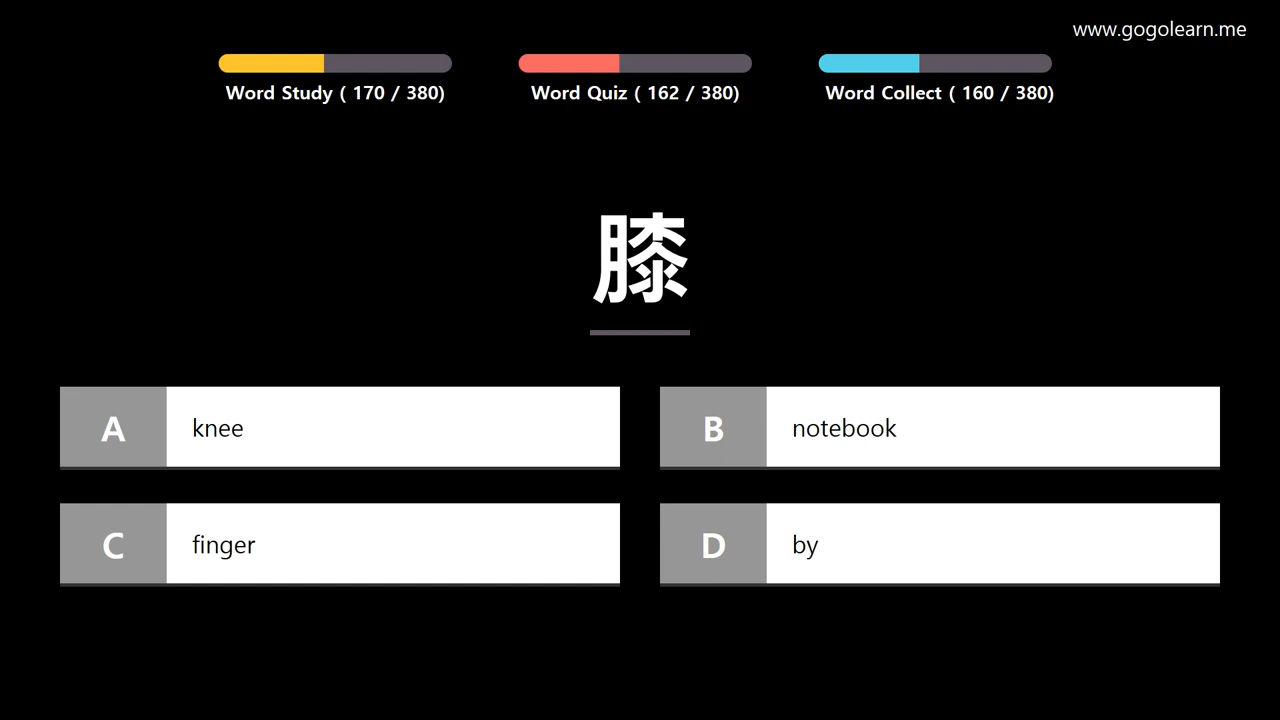 www.gogolearn.me
Word Study ( 170 / 380)
Word Quiz ( 162 / 380)
Word Collect ( 160 / 380)
膝
A knee
B notebook
C finger
D by